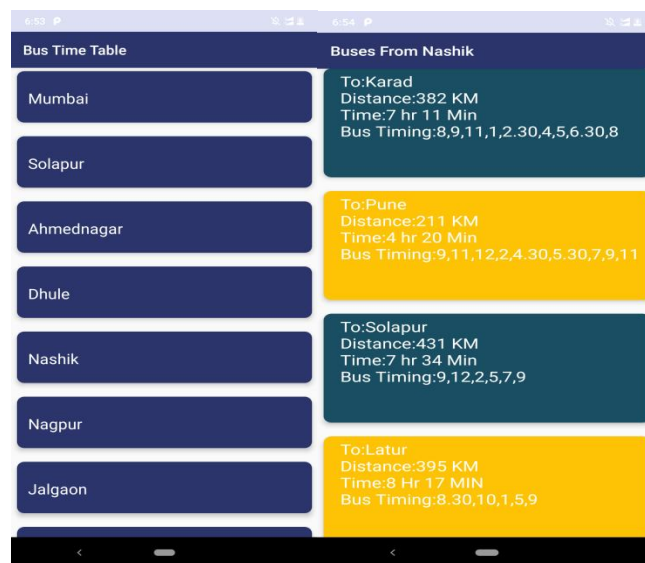 6:53 P
Bus Time Table
Mumbai
Solapur
Ahmednagar
Dhule
Nashik
Nagpur
Jalgaon
6:54 P
Buses From Nashik
To:Karad
Distance:382 KM
Time:7 hr 11 Min
Bus Timing:8,9,11,1,2.30,4,5,6.30,8
To:Pune
Distance:211 KM
Time:4 hr 20 Min
Bus Timing:9,11,12,2,4.30,5.30,7,9,11
To:Solapur
Distance:431 KM
Time:7 hr 34 Min
Bus Timing:9,12,2,5,7,9
To:Latur
Distance:395 KM
Time:8 Hr 17 MIN
Bus Timing:8.30,10,1,5,9